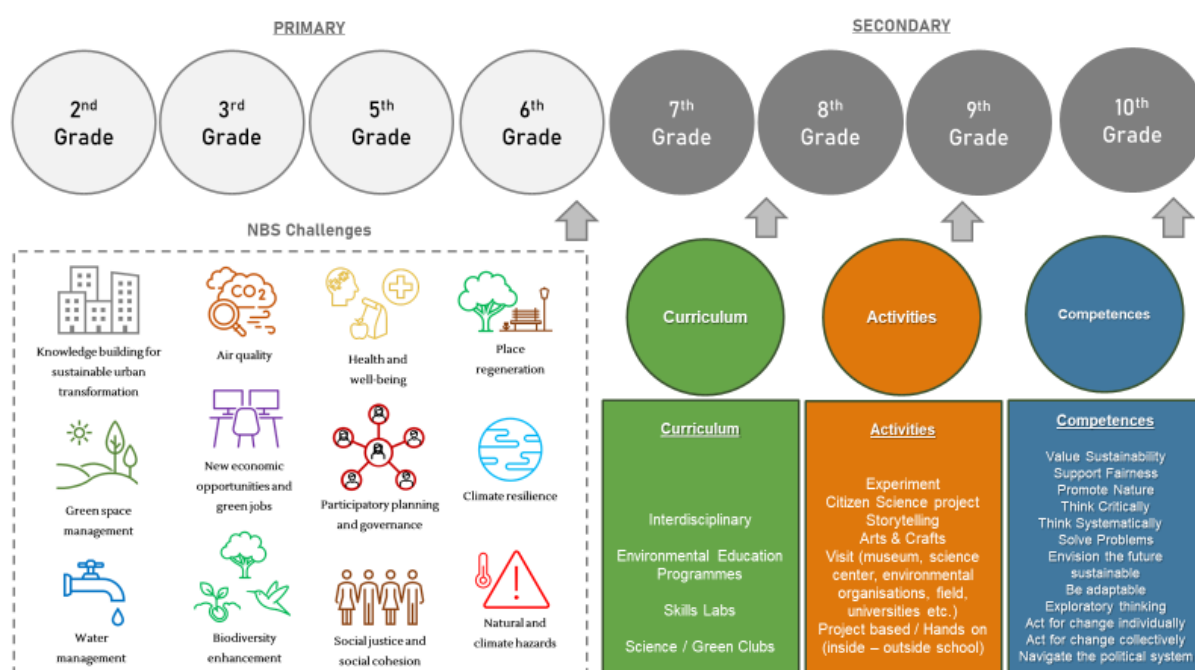 PRIMARY
SECONDARY
2nd
Grade
3rd
Grade
5th
Grade
6th
Grade
7th
Grade
8th
Grade
9th
Grade
10th
Grade
NBS Challenges
Knowledge building for
sustainable urban
transformation
CO2
Air quality
Health and
well-being
Place
regeneration
Green space
management
New economic
opportunities and
green jobs
Participatory planning
and governance
Climate resilience
Water
management
Biodiversity
enhancement
Social justice and
social cohesion
Natural and
climate hazards
Curriculum
Activities
Competences
Curriculum
Interdisciplinary
Environmental Education
Programmes
Skills Labs
Science / Green Clubs
Activities
Experiment
Citizen Science project
Storytelling
Arts & Crafts
Visit (museum, science
center, environmental
organisations, field,
universities etc.)
Project based / Hands on
(inside – outside school)
Competences
Value Sustainability
Support Fairness
Promote Nature
Think Critically
Think Systematically
Solve Problems
Envision the future
sustainable
Be adaptable
Exploratory thinking
Act for change individually
Act for change collectively
Navigate the political system